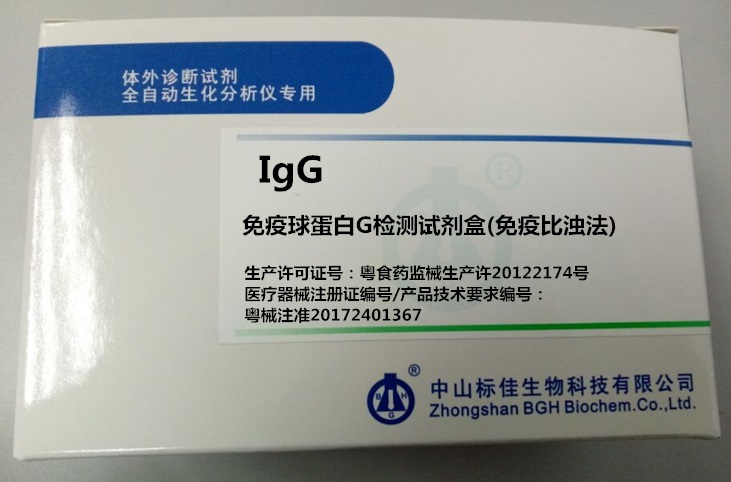 体外诊断试剂
全自动生化分析仪专用
IgG
免疫球蛋白G检测试剂盒(免疫比浊法)
生产许可证号：粤食药监械生产许20122174号
医疗器械注册证编号/产品技术要求编号：
粤械注准20172401367
®
B H
G
中山标佳生物科技有限公司
Zhongshan BGH Biochem.Co.,Ltd.